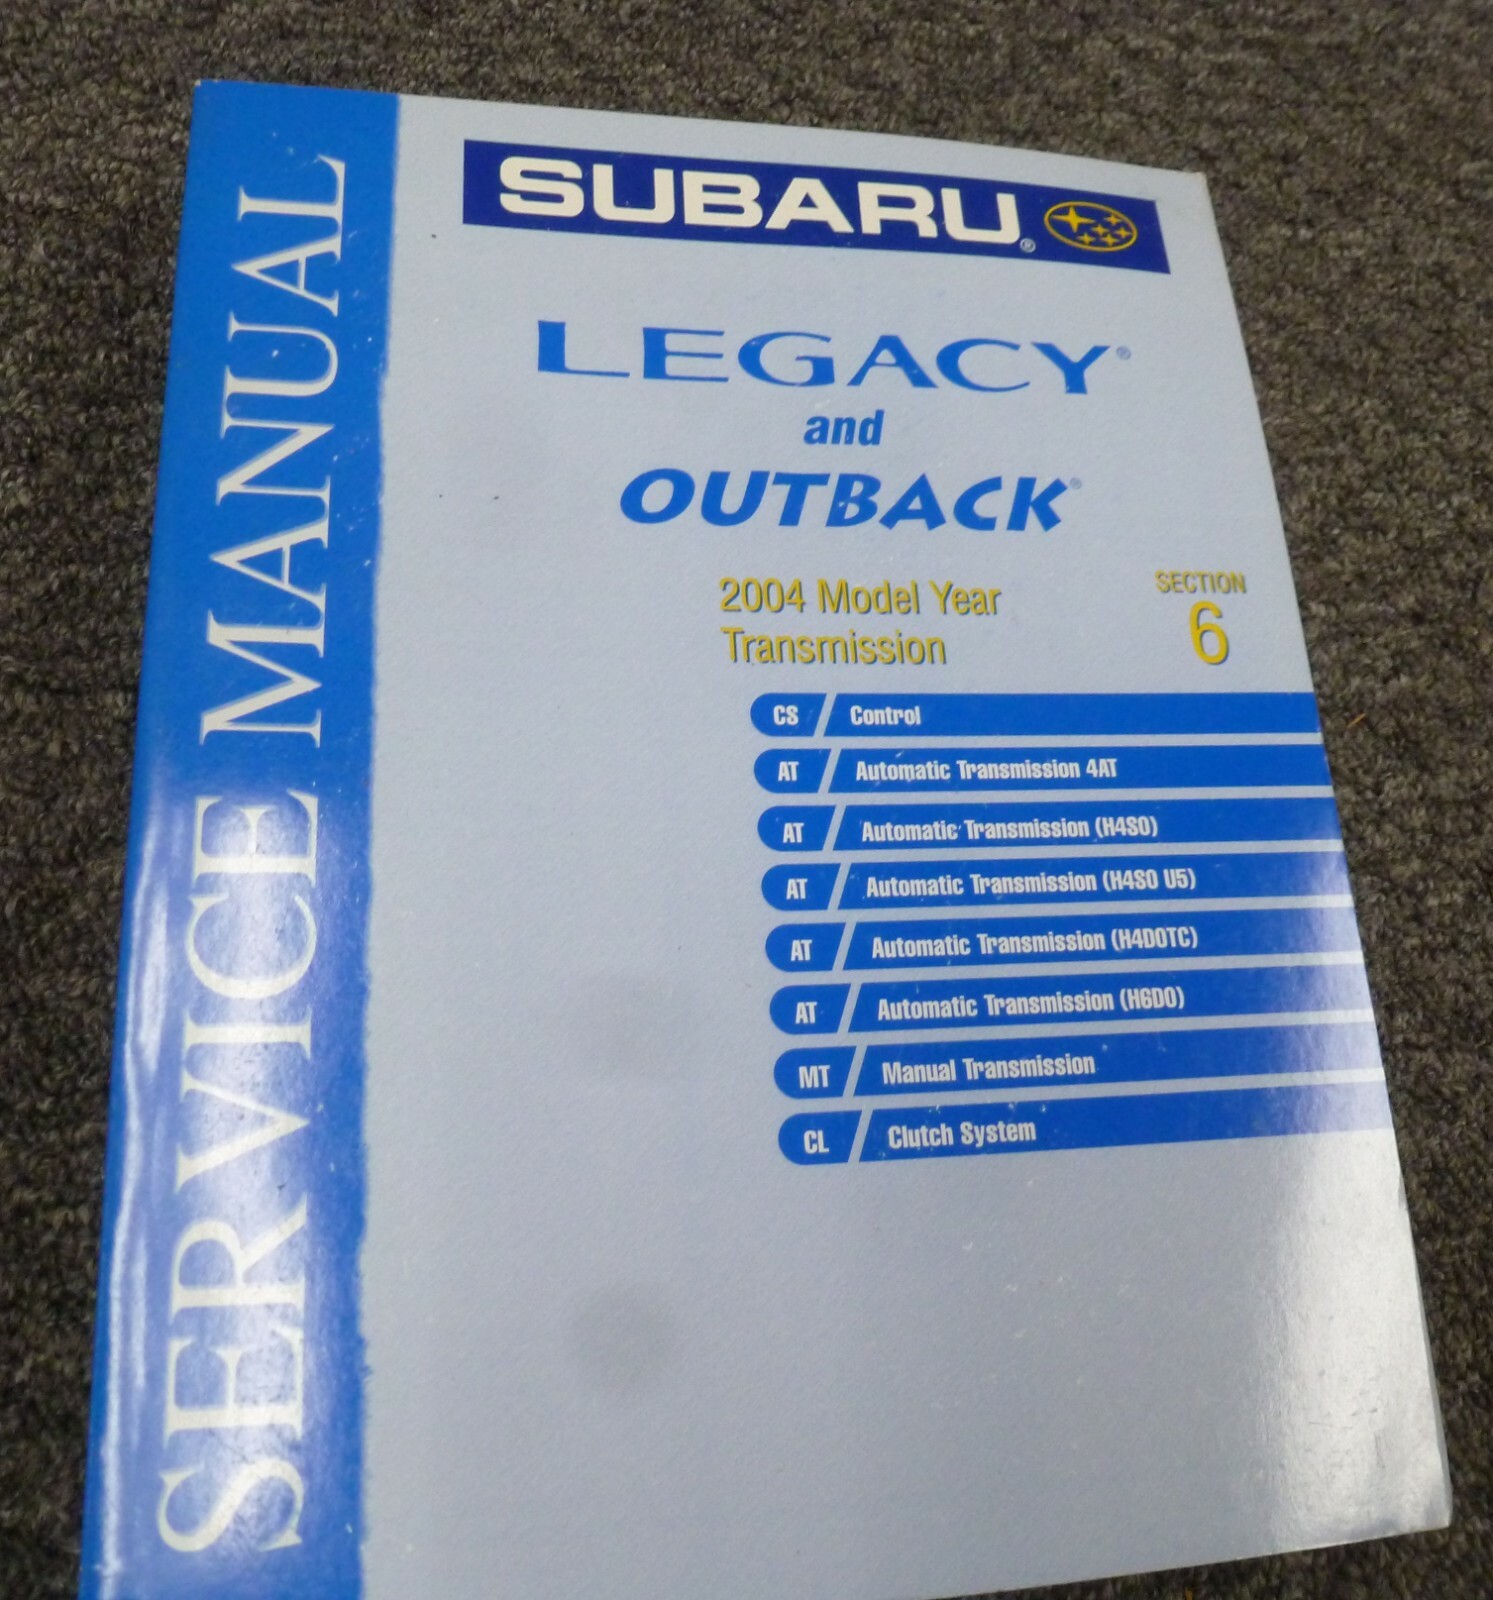 SERVICE MANUAL
SUBARU®
LEGACY®
and
OUTBACK®
2004 Model Year
Transmission
SECTION
6
CS Control
AT Automatic Transmission 4AT
AT Automatic Transmission (H4SO)
AT Automatic Transmission (H4SO U5)
AT Automatic Transmission (H4DOTC)
AT Automatic Transmission (H6DO)
MT Manual Transmission
CL Clutch System